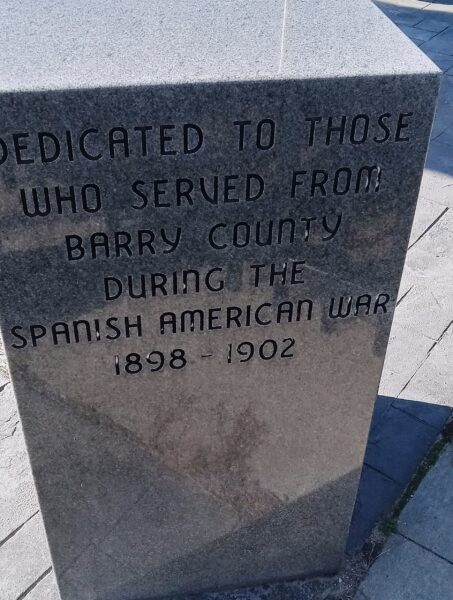 DEDICATED TO THOSE
WHO SERVED FROM
BARRY COUNTY
DURING THE
SPANISH AMERICAN WAR
1898 - 1902